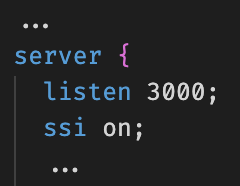 ...
server {
listen 3000;
ssi on;
...